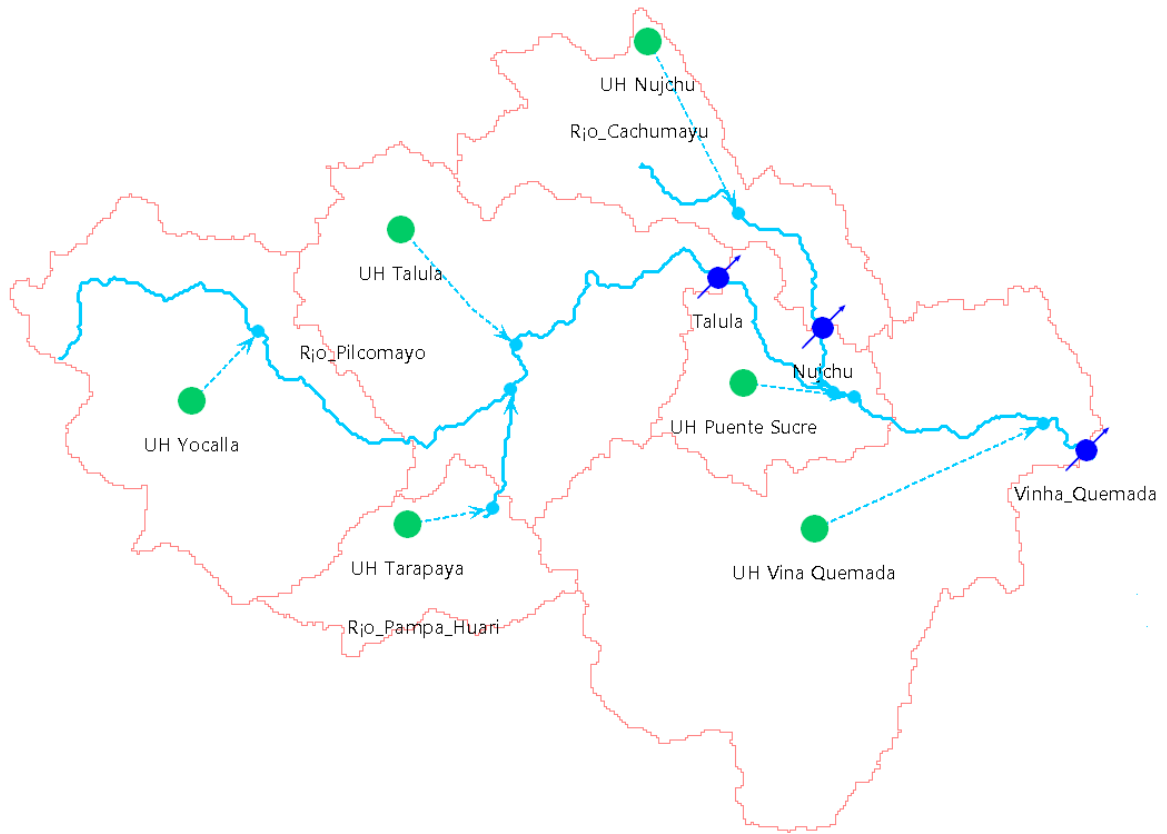 UH Nujchu
R¡o_Cachumayu
UH Talula
Talula
R¡o_Pilcomayo
Nujchu
UH Puente Sucre
UH Yocalla
Vinha_Quemada
UH Tarapaya
UH Vina Quemada
R¡o_Pampa_Huari